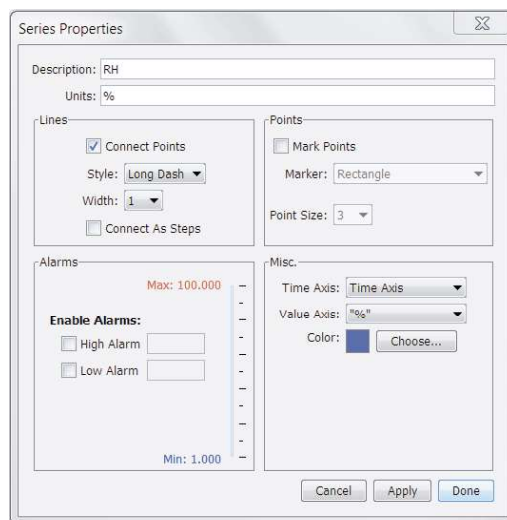 Series Properties
Description: RH
Units: %
Lines
Connect Points
Style: Long Dash
Width: 1
Connect As Steps
Points
Mark Points
Marker: Rectangle
Point Size: 3
Alarms
Max: 100.000
Enable Alarms:
High Alarm
Low Alarm
Min: 1.000
Misc.
Time Axis: Time Axis
Value Axis: "%"
Color: Choose...
Cancel Apply Done